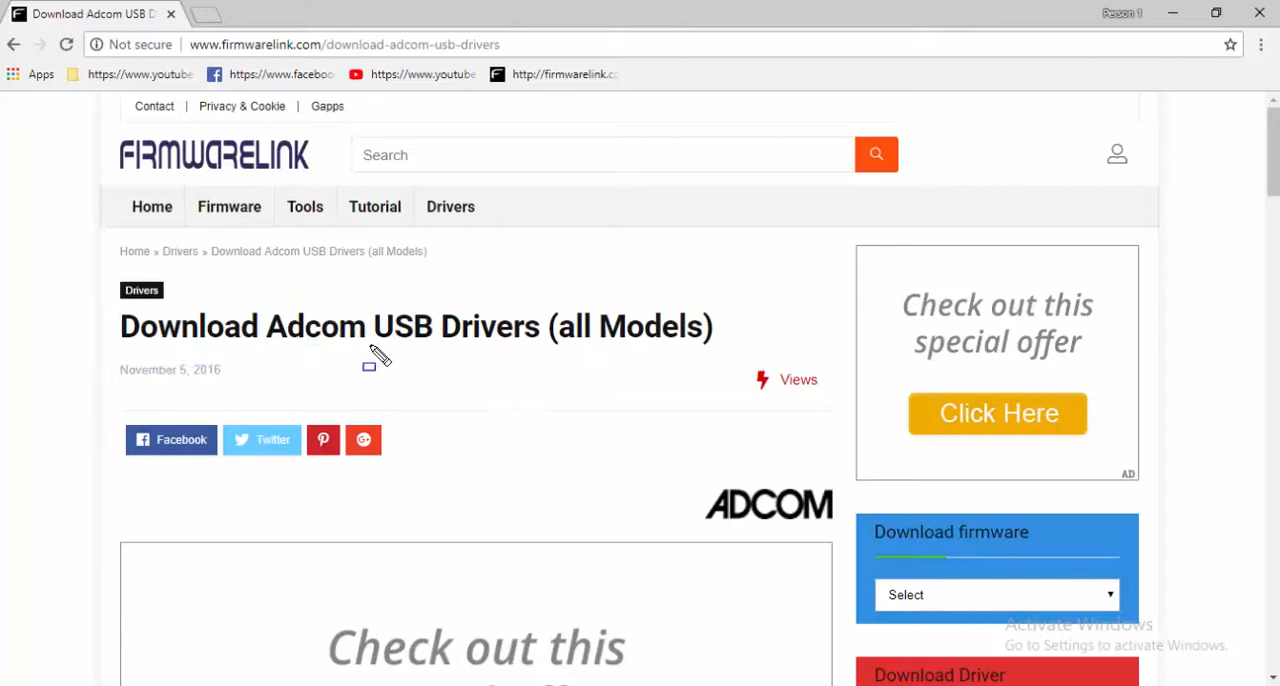 Download Adcom USB D
Person 1
Not secure
www.firmwarelink.com/download-adcom-usb-drivers
Apps
https://www.youtube
https://www.faceboo
https://www.youtube
http://firmwarelink.co
Contact | Privacy & Cookie | Gapps
FIRMWARELINK
Search
Home
Firmware
Tools
Tutorial
Drivers
Home » Drivers » Download Adcom USB Drivers (all Models)
Drivers
Download Adcom USB Drivers (all Models)
November 5, 2016
Views
Facebook
Twitter
ADCOM
Check out this
Check out this
special offer
Click Here
AD
Download firmware
Select
Activate Windows
Go to Settings to activate Windows.
Download Driver